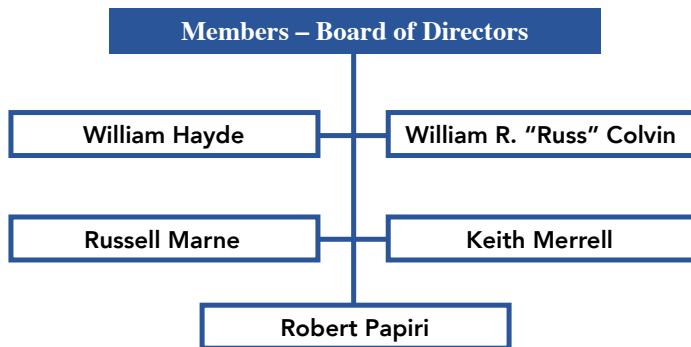 Members – Board of Directors
William Hayde
William R. “Russ” Colvin
Russell Marne
Keith Merrell
Robert Papiri